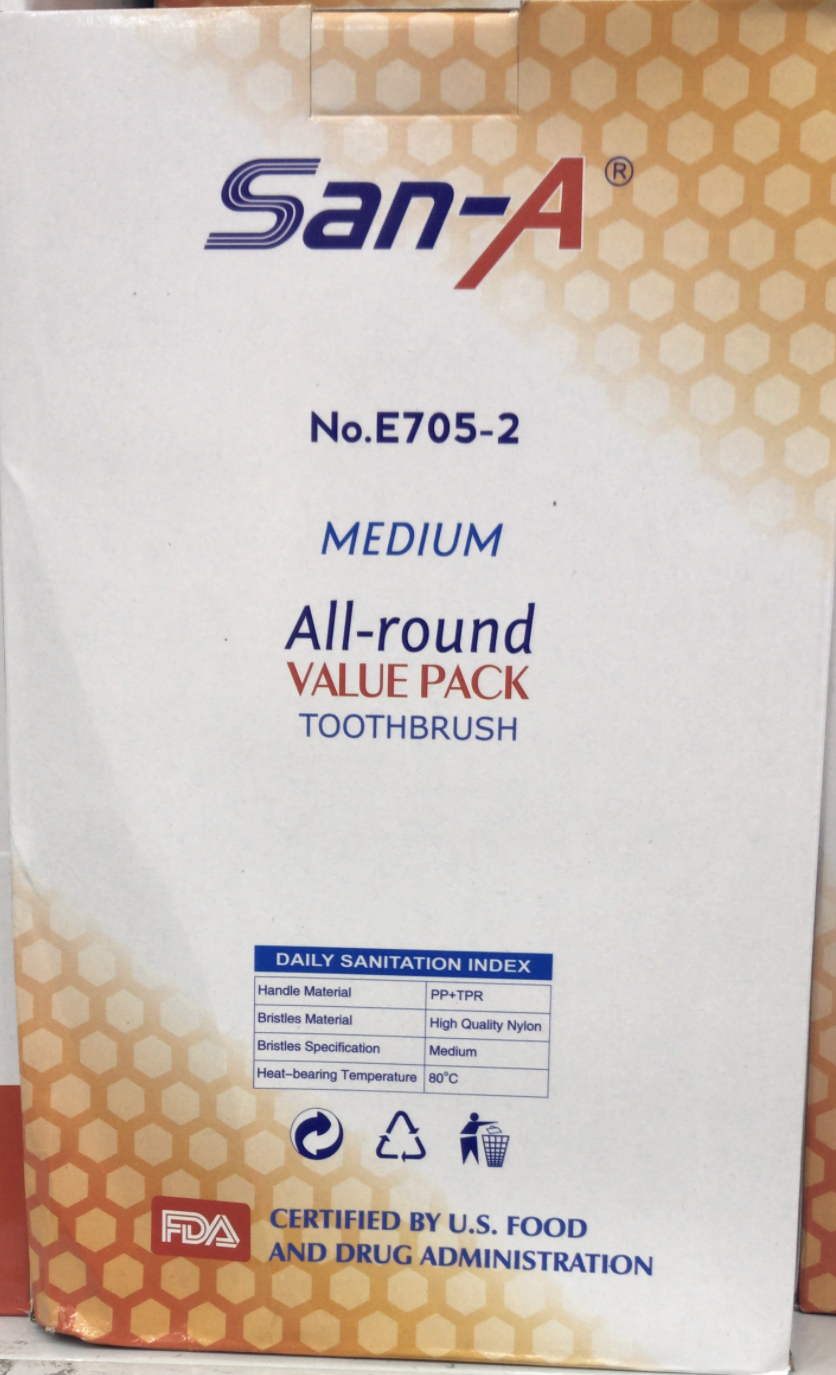 San-A®
No.E705-2
MEDIUM
All-round
VALUE PACK
TOOTHBRUSH
DAILY SANITATION INDEX
Handle Material PP+TPR
Bristles Material High Quality Nylon
Bristles Specification Medium
Heat-bearing Temperature 80°C
FDA CERTIFIED BY U.S. FOOD
AND DRUG ADMINISTRATION